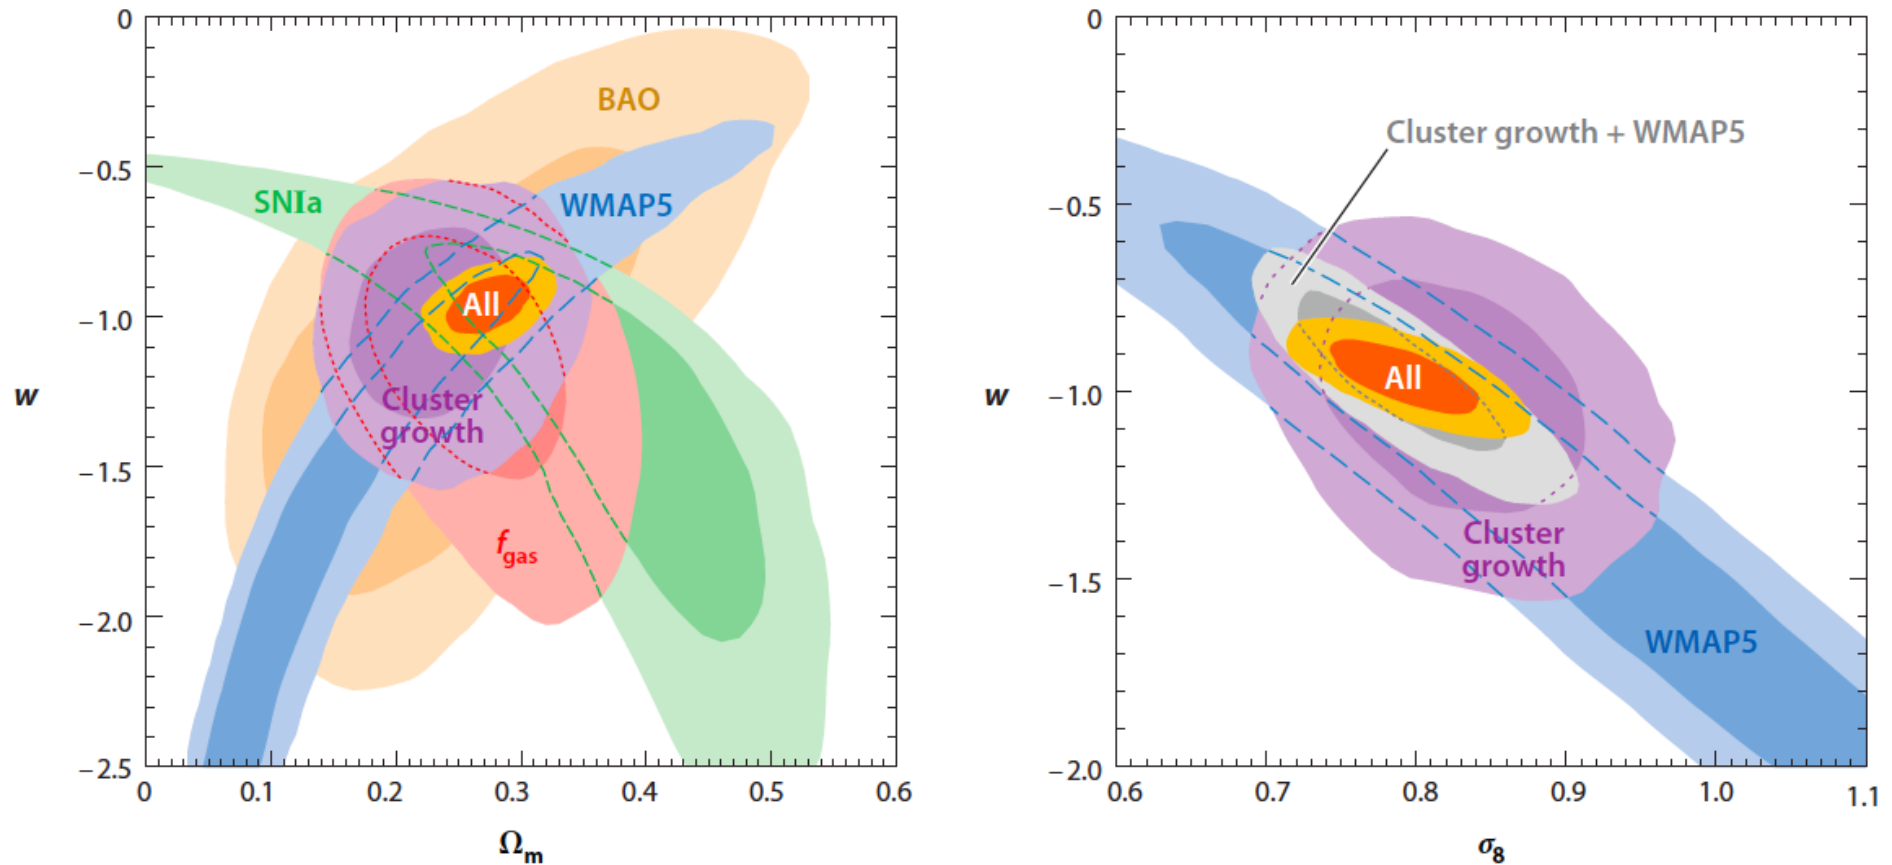 0
−0.5
−1.0
−1.5
−2.0
−2.5
w
BAO
SNIa
WMAP5
All
Cluster
growth
f gas
0 0.1 0.2 0.3 0.4 0.5 0.6
Ωm
0
−0.5
−1.0
−1.5
−2.0
w
Cluster growth + WMAP5
All
Cluster
growth
WMAP5
0.6 0.7 0.8 0.9 1.0 1.1
σ8